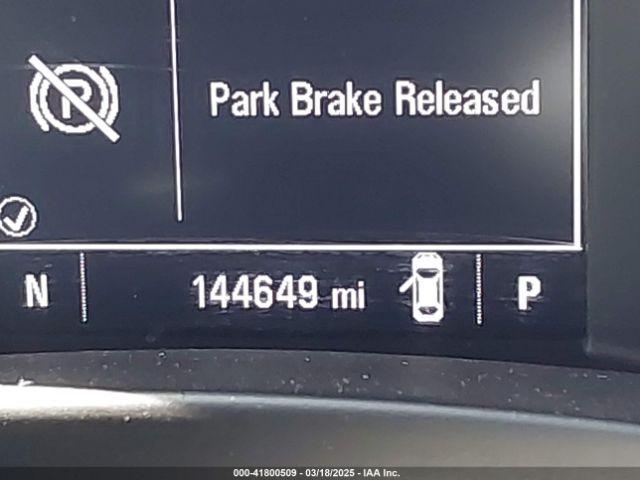 P
Park Brake Released
N 144649 mi P
000-41800509 - 03/18/2025 - IAA Inc.